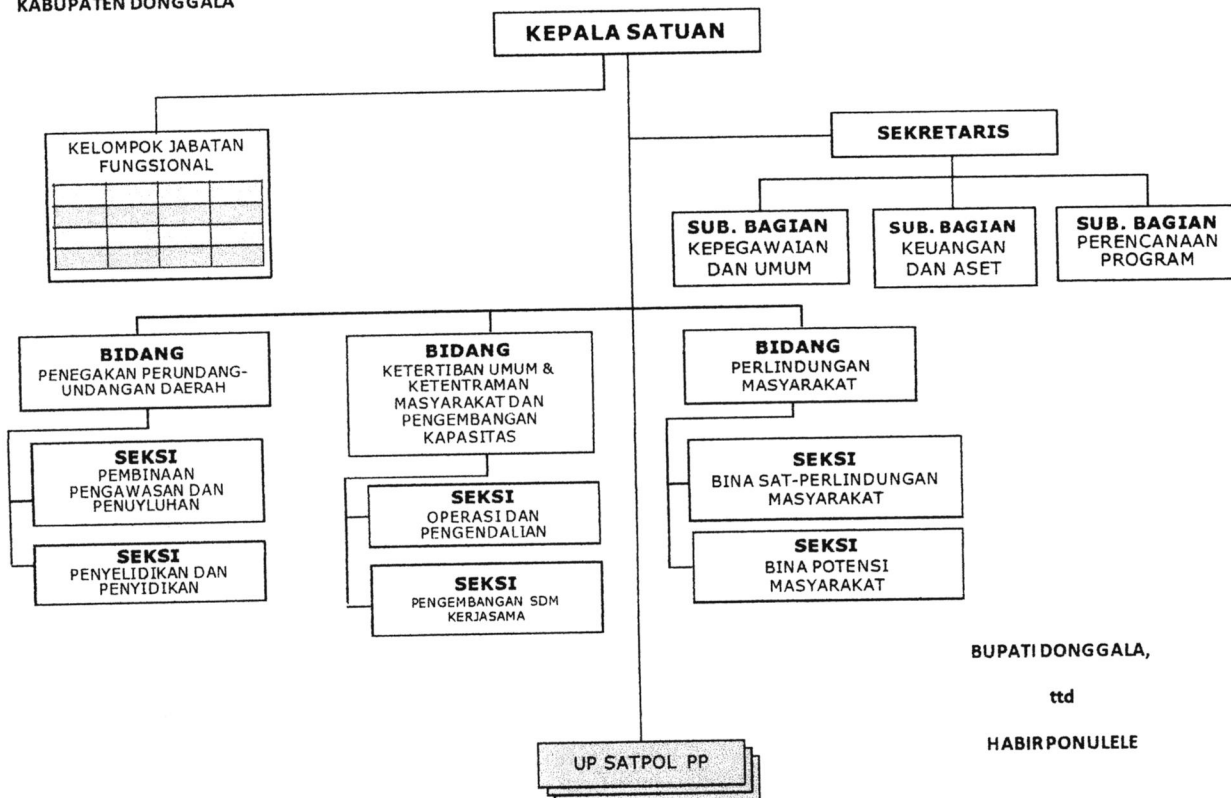 KABUPATEN DONGGALA
KEPALA SATUAN
KELOMPOK JABATAN
FUNGSIONAL
SEKRETARIS
SUB. BAGIAN
KEPEGAWAIAN
DAN UMUM
SUB. BAGIAN
KEUANGAN
DAN ASET
SUB. BAGIAN
PERENCANAAN
PROGRAM
BIDANG
PENEGAKAN PERUNDANG-
UNDANGAN DAERAH
SEKSI
PEMBINAAN
PENGAWASAN DAN
PENUYLUHAN
SEKSI
PENYELIDIKAN DAN
PENYIDIKAN
BIDANG
KETERTIBAN UMUM &
KETENTRAMAN
MASYARAKAT DAN
PENGEMBANGAN
KAPASITAS
SEKSI
OPERASI DAN
PENGENDALIAN
SEKSI
PENGEMBANGAN SDM
KERJASAMA
BIDANG
PERLINDUNGAN
MASYARAKAT
SEKSI
BINA SAT-PERLINDUNGAN
MASYARAKAT
SEKSI
BINA POTENSI
MASYARAKAT
UP SATPOL PP
BUPATI DONGGALA,
ttd
HABIR PONULELE